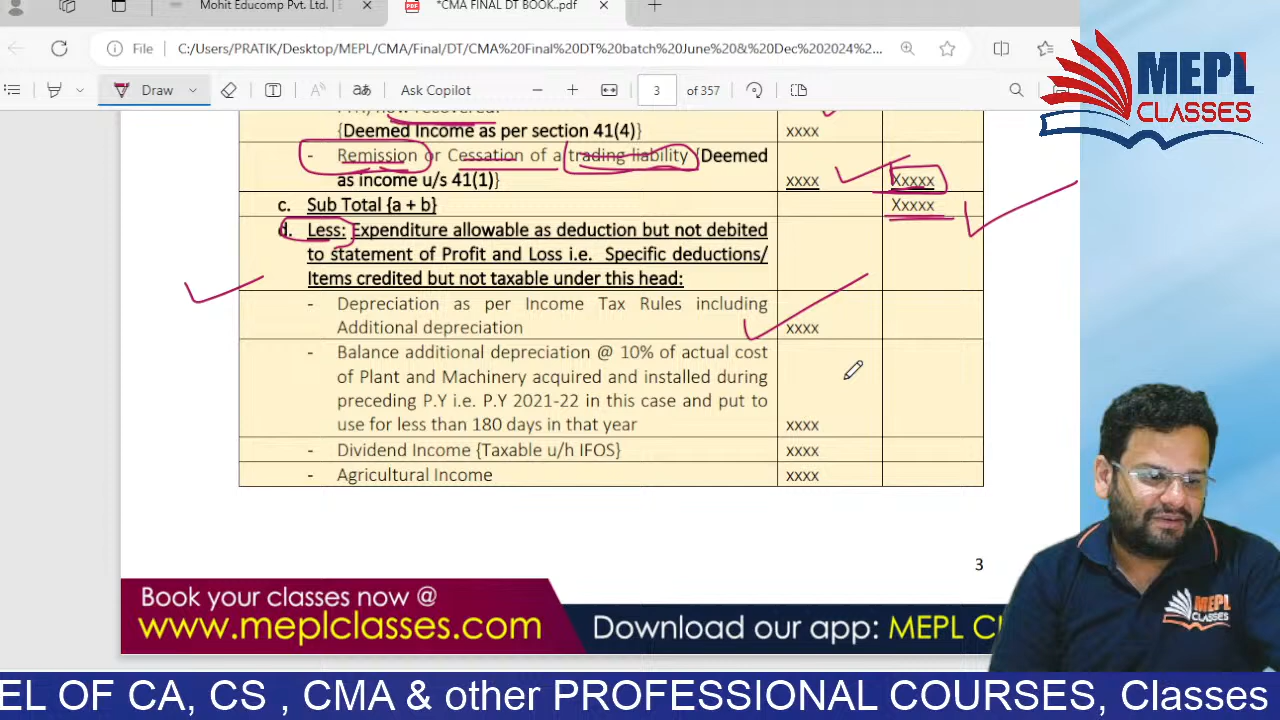 Mohit Educomp Pvt. Ltd.
*CMA FINAL DT BOOK..pdf
File
C:/Users/PRATIK/Desktop/MEPL/CMA/Final/DT/CMA%20Final%20DT%20batch%20June%20&%20Dec%202024%2...
Draw
Ask Copilot
3
of 357
MEPL
CLASSES
{Deemed Income as per section 41(4)}
xxxx
- Remission or Cessation of a trading liability {Deemed
as income u/s 41(1)}
xxxx
Xxxxx
c. Sub Total {a + b}
Xxxxx
d. Less: Expenditure allowable as deduction but not debited
to statement of Profit and Loss i.e. Specific deductions/
Items credited but not taxable under this head:
- Depreciation as per Income Tax Rules including
Additional depreciation
xxxx
- Balance additional depreciation @ 10% of actual cost
of Plant and Machinery acquired and installed during
preceding P.Y i.e. P.Y 2021-22 in this case and put to
use for less than 180 days in that year
xxxx
- Dividend Income {Taxable u/h IFOS}
xxxx
- Agricultural Income
xxxx
3
Book your classes now @
www.meplclasses.com
Download our app: MEPL
MEPL
CLASSES
EL OF CA, CS , CMA & other PROFESSIONAL COURSES, Classes